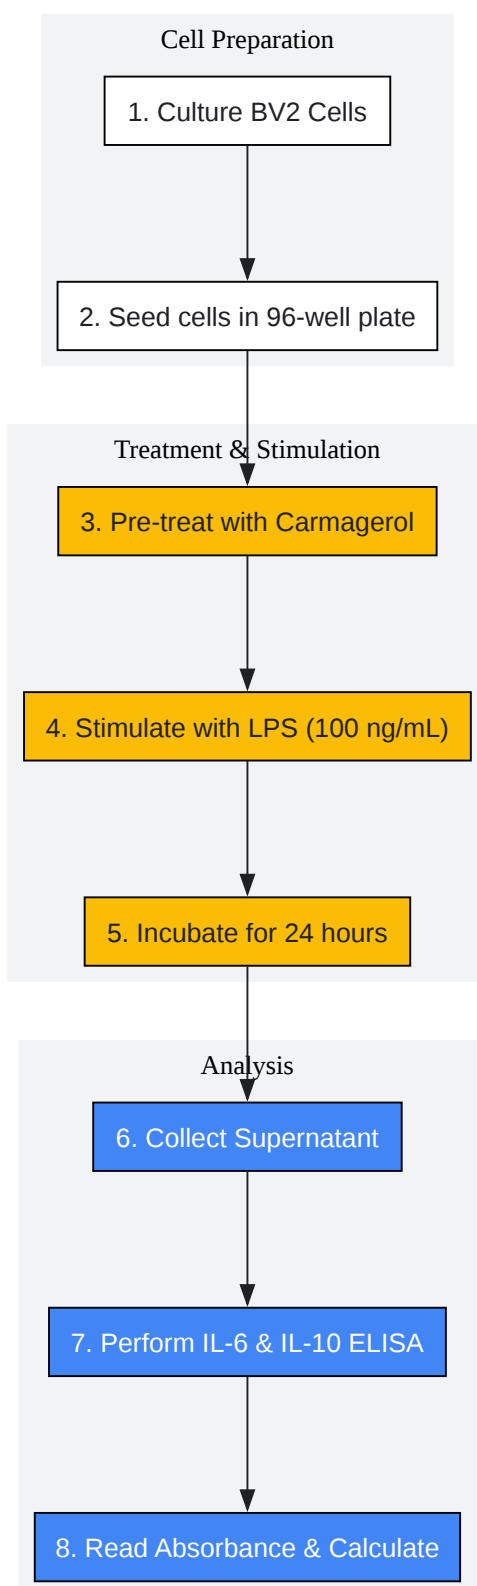 Cell Preparation
1. Culture BV2 Cells
2. Seed cells in 96-well plate
Treatment & Stimulation
3. Pre-treat with Carmagerol
4. Stimulate with LPS (100 ng/mL)
5. Incubate for 24 hours
Analysis
6. Collect Supernatant
7. Perform IL-6 & IL-10 ELISA
8. Read Absorbance & Calculate